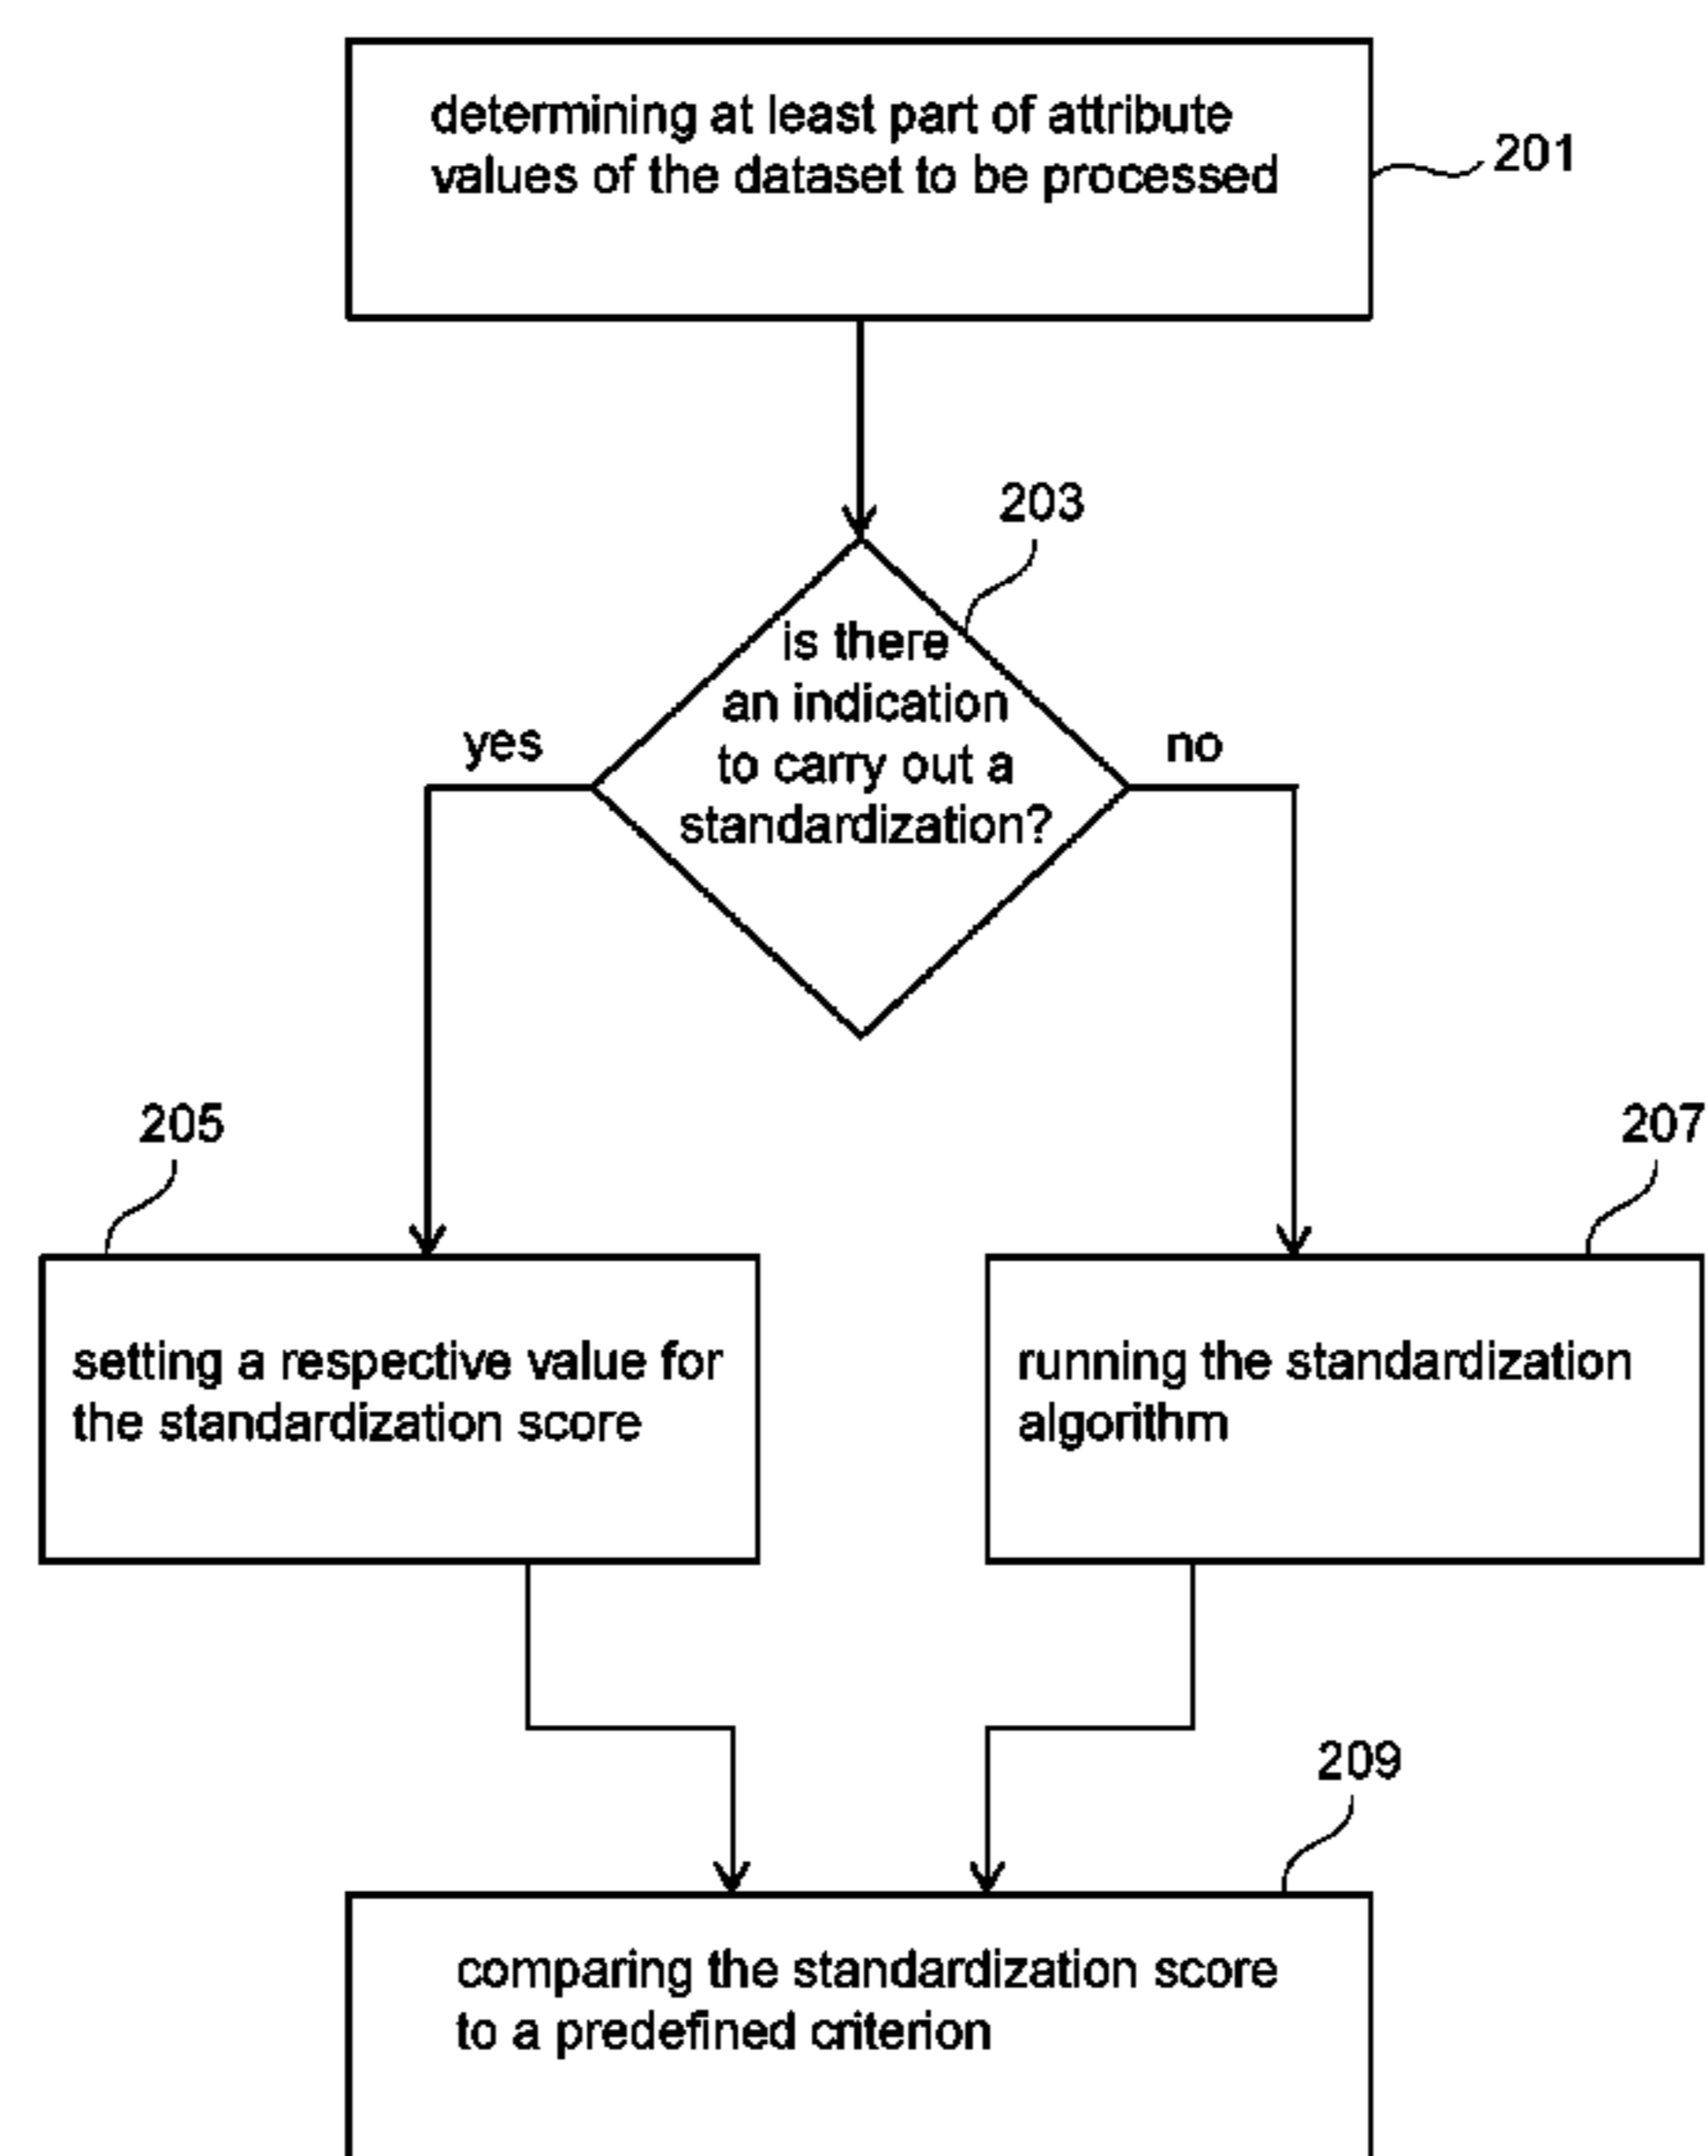 determining at least part of attribute
values of the dataset to be processed
201
203
is there
an indication
to carry out a
standardization?
yes
no
205
207
setting a respective value for
the standardization score
running the standardization
algorithm
209
comparing the standardization score
to a predefined criterion